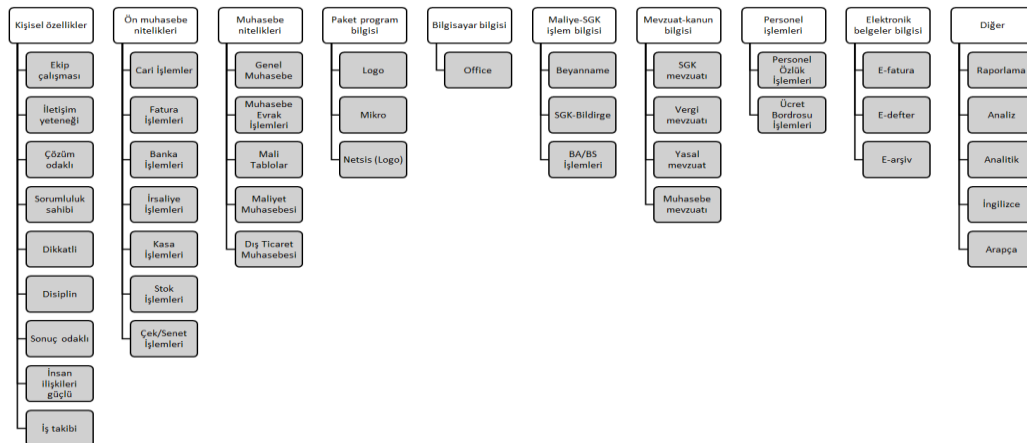 Kişisel özellikler
Ekip
çalışması
İletişim
yeteneği
Çözüm
odaklı
Sorumluluk
sahibi
Dikkatli
Disiplin
Sonuç odaklı
İnsan
ilişkileri
güçlü
İş takibi
Ön muhasebe
nitelikleri
Cari İşlemler
Fatura
İşlemleri
Banka
İşlemleri
İrsaliye
İşlemleri
Kasa
İşlemleri
Stok
İşlemleri
Çek/Senet
İşlemleri
Muhasebe
nitelikleri
Genel
Muhasebe
Muhasebe
Evrak
İşlemleri
Mali
Tablolar
Maliyet
Muhasebesi
Dış Ticaret
Muhasebesi
Paket program
bilgisi
Logo
Mikro
Netsis (Logo)
Bilgisayar bilgisi
Office
Maliye-SGK
işlem bilgisi
Beyanname
SGK-Bildirge
BA/BS
İşlemleri
Mevzuat-kanun
bilgisi
SGK
mevzuatı
Vergi
mevzuatı
Yasal
mevzuat
Muhasebe
mevzuatı
Personel
işlemleri
Personel
Özlük
İşlemleri
Ücret
Bordrosu
İşlemleri
Elektronik
belgeler bilgisi
E-fatura
E-defter
E-arşiv
Diğer
Raporlama
Analiz
Analitik
İngilizce
Arapça